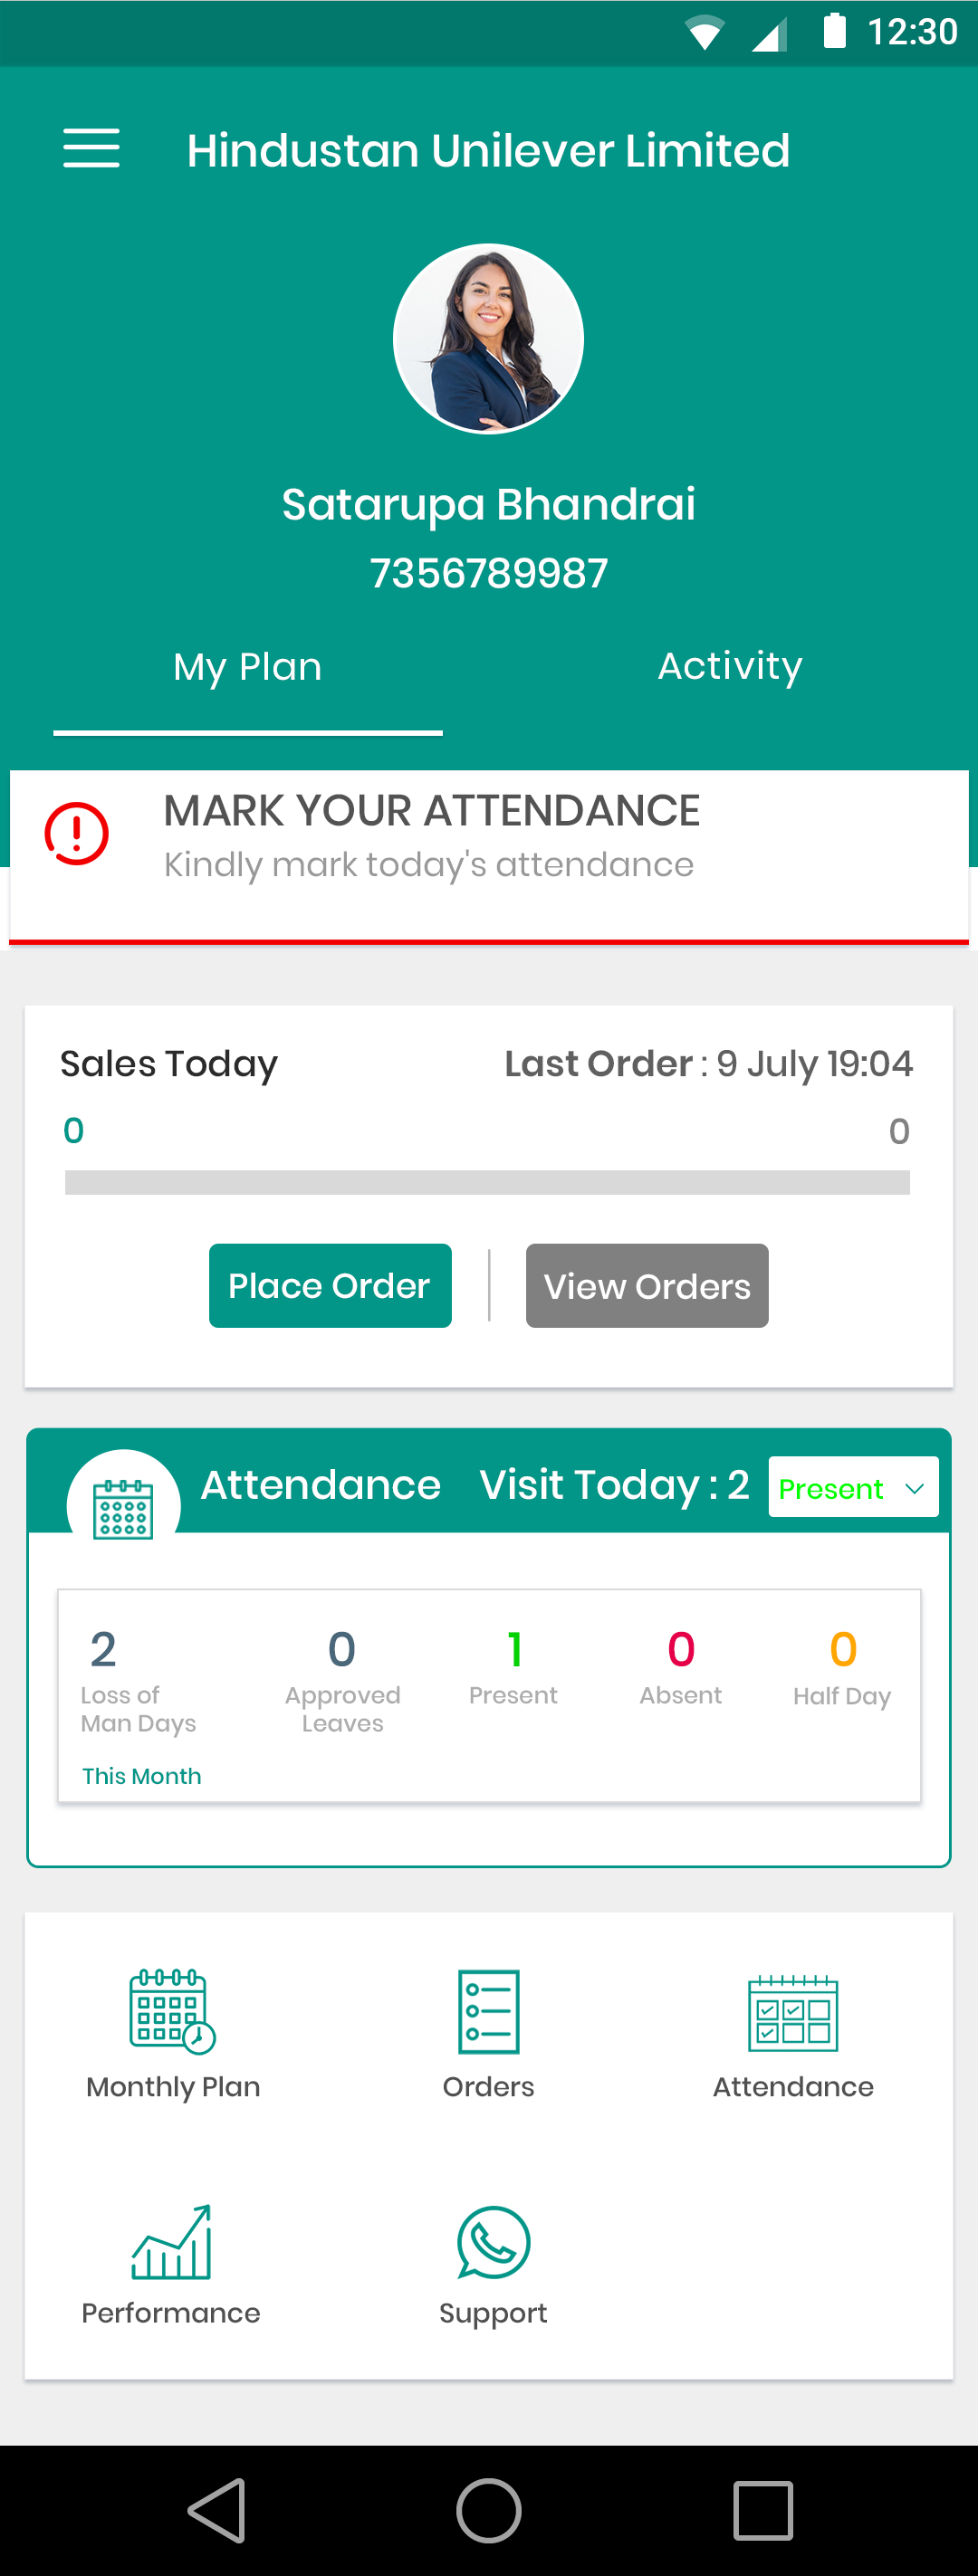 12:30
Hindustan Unilever Limited
Satarupa Bhandrai
7356789987
My Plan Activity
MARK YOUR ATTENDANCE
Kindly mark today's attendance
Sales Today Last Order : 9 July 19:04
0 0
Place Order View Orders
Attendance Visit Today : 2 Present
2 0 1 0 0
Loss of Approved Present Absent Half Day
Man Days Leaves
This Month
Monthly Plan Orders Attendance
Performance Support